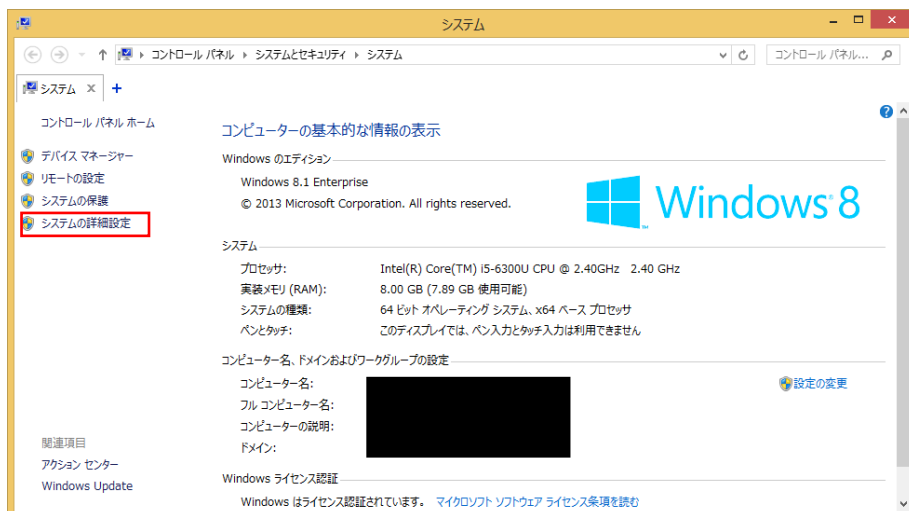 システム
コントロール パネル ▸ システムとセキュリティ ▸ システム
コントロール パネル...
システム
コントロール パネル ホーム
デバイス マネージャー
リモートの設定
システムの保護
システムの詳細設定
コンピューターの基本的な情報の表示
Windows のエディション
Windows 8.1 Enterprise
© 2013 Microsoft Corporation. All rights reserved.
Windows 8
システム
プロセッサ: Intel(R) Core(TM) i5-6300U CPU @ 2.40GHz 2.40 GHz
実装メモリ (RAM): 8.00 GB (7.89 GB 使用可能)
システムの種類: 64 ビット オペレーティング システム、x64 ベース プロセッサ
ペンとタッチ: このディスプレイでは、ペン入力とタッチ入力は利用できません
コンピューター名、ドメインおよびワークグループの設定
コンピューター名:
設定の変更
フル コンピューター名:
コンピューターの説明:
ドメイン:
関連項目
アクション センター
Windows Update
Windows ライセンス認証
Windows はライセンス認証されています。 マイクロソフト ソフトウェア ライセンス条項を読む